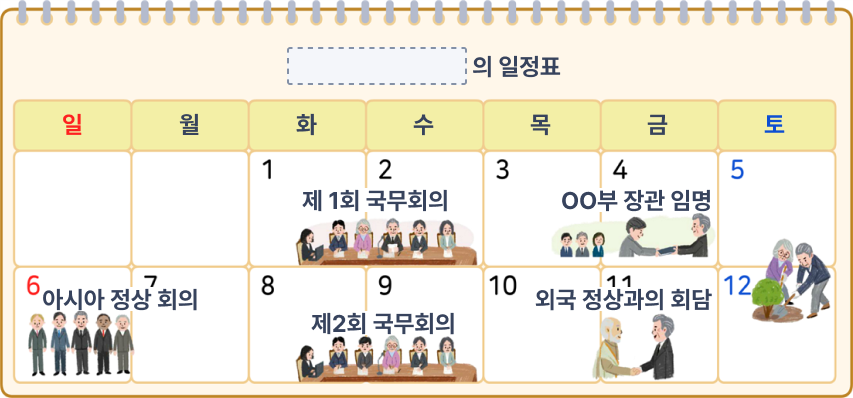 의 일정표
일 월 화 수 목 금 토
1 2 3 4 5
제 1회 국무회의 OO부 장관 임명
6 7 8 9 10 11 12
아시아 정상 회의 외국 정상과의 회담
제2회 국무회의